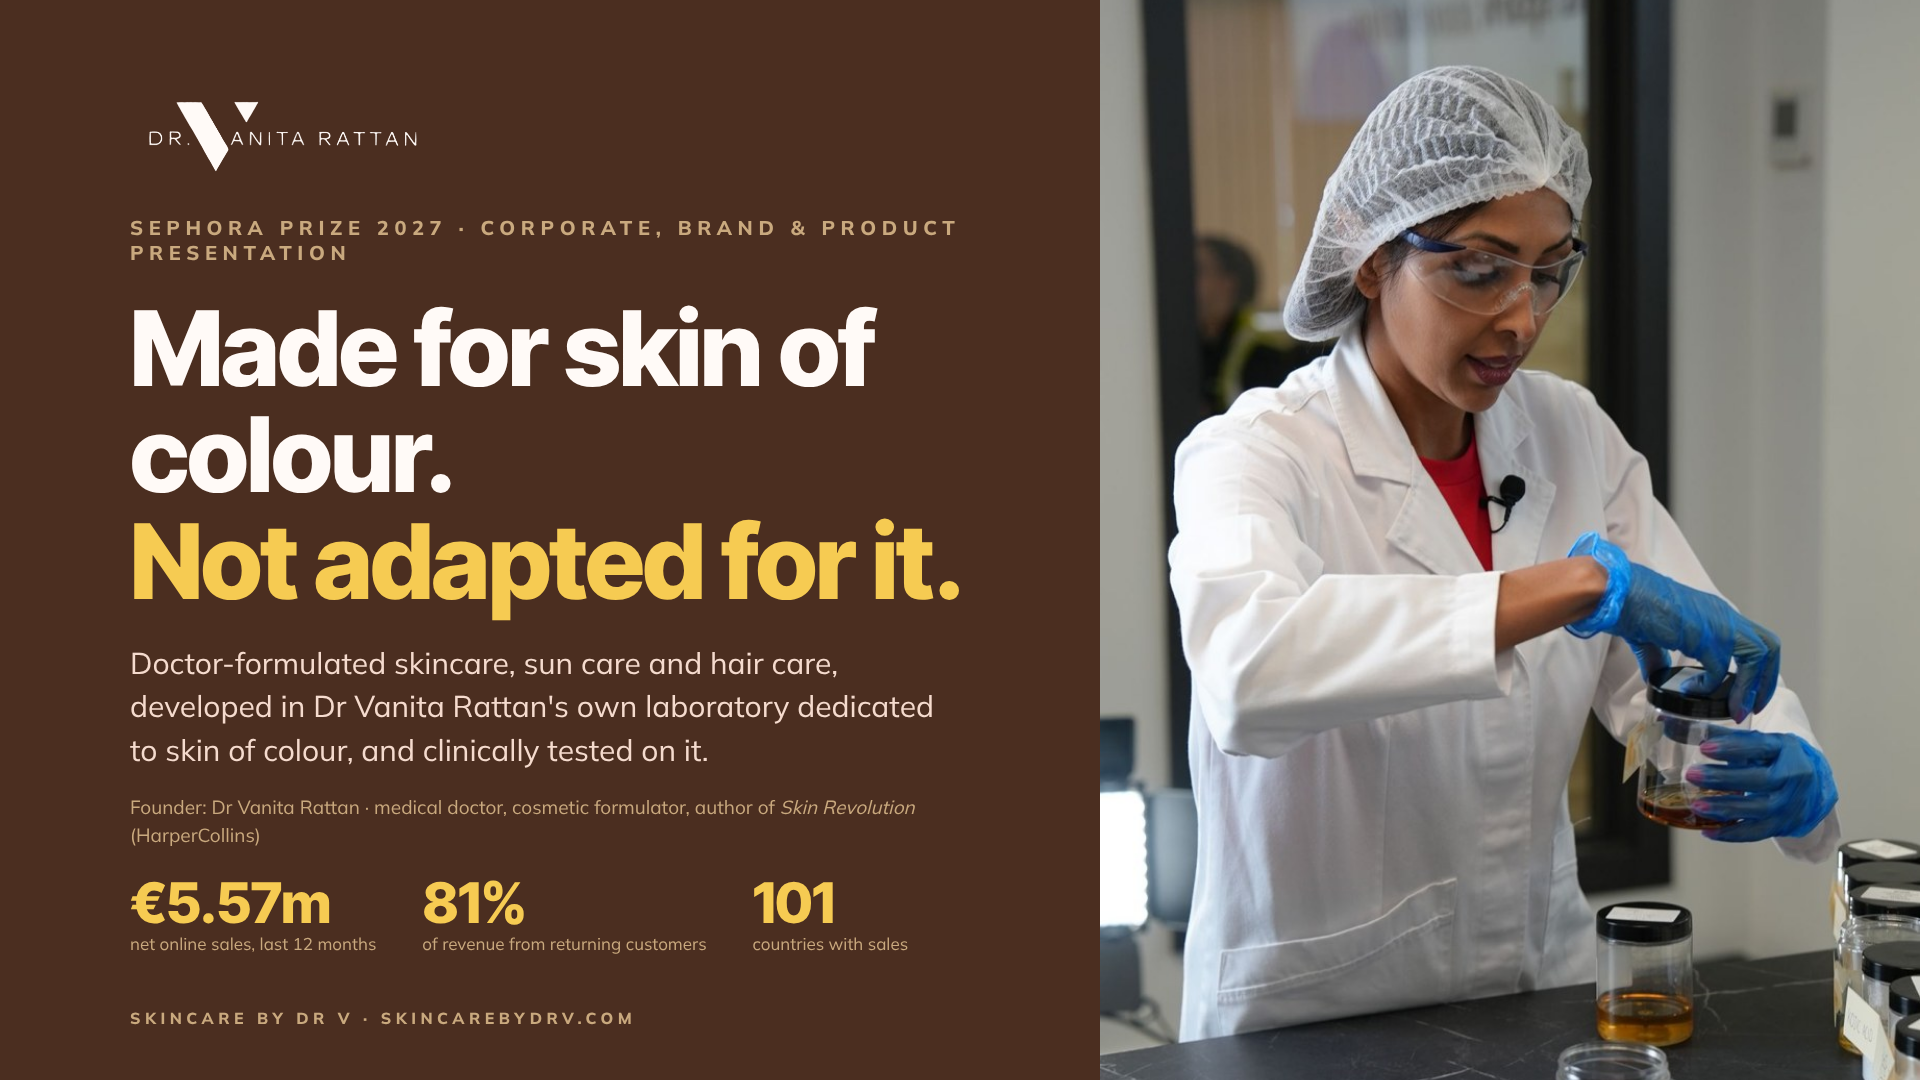 DR. VANITA RATTAN
SEPHORA PRIZE 2027 · CORPORATE, BRAND & PRODUCT
PRESENTATION
Made for skin of
colour.
Not adapted for it.
Doctor-formulated skincare, sun care and hair care,
developed in Dr Vanita Rattan's own laboratory dedicated
to skin of colour, and clinically tested on it.
Founder: Dr Vanita Rattan · medical doctor, cosmetic formulator, author of Skin Revolution
(HarperCollins)
€5.57m 81% 101
net online sales, last 12 months of revenue from returning customers countries with sales
SKINCARE BY DR V · SKINCAREBYDRV.COM